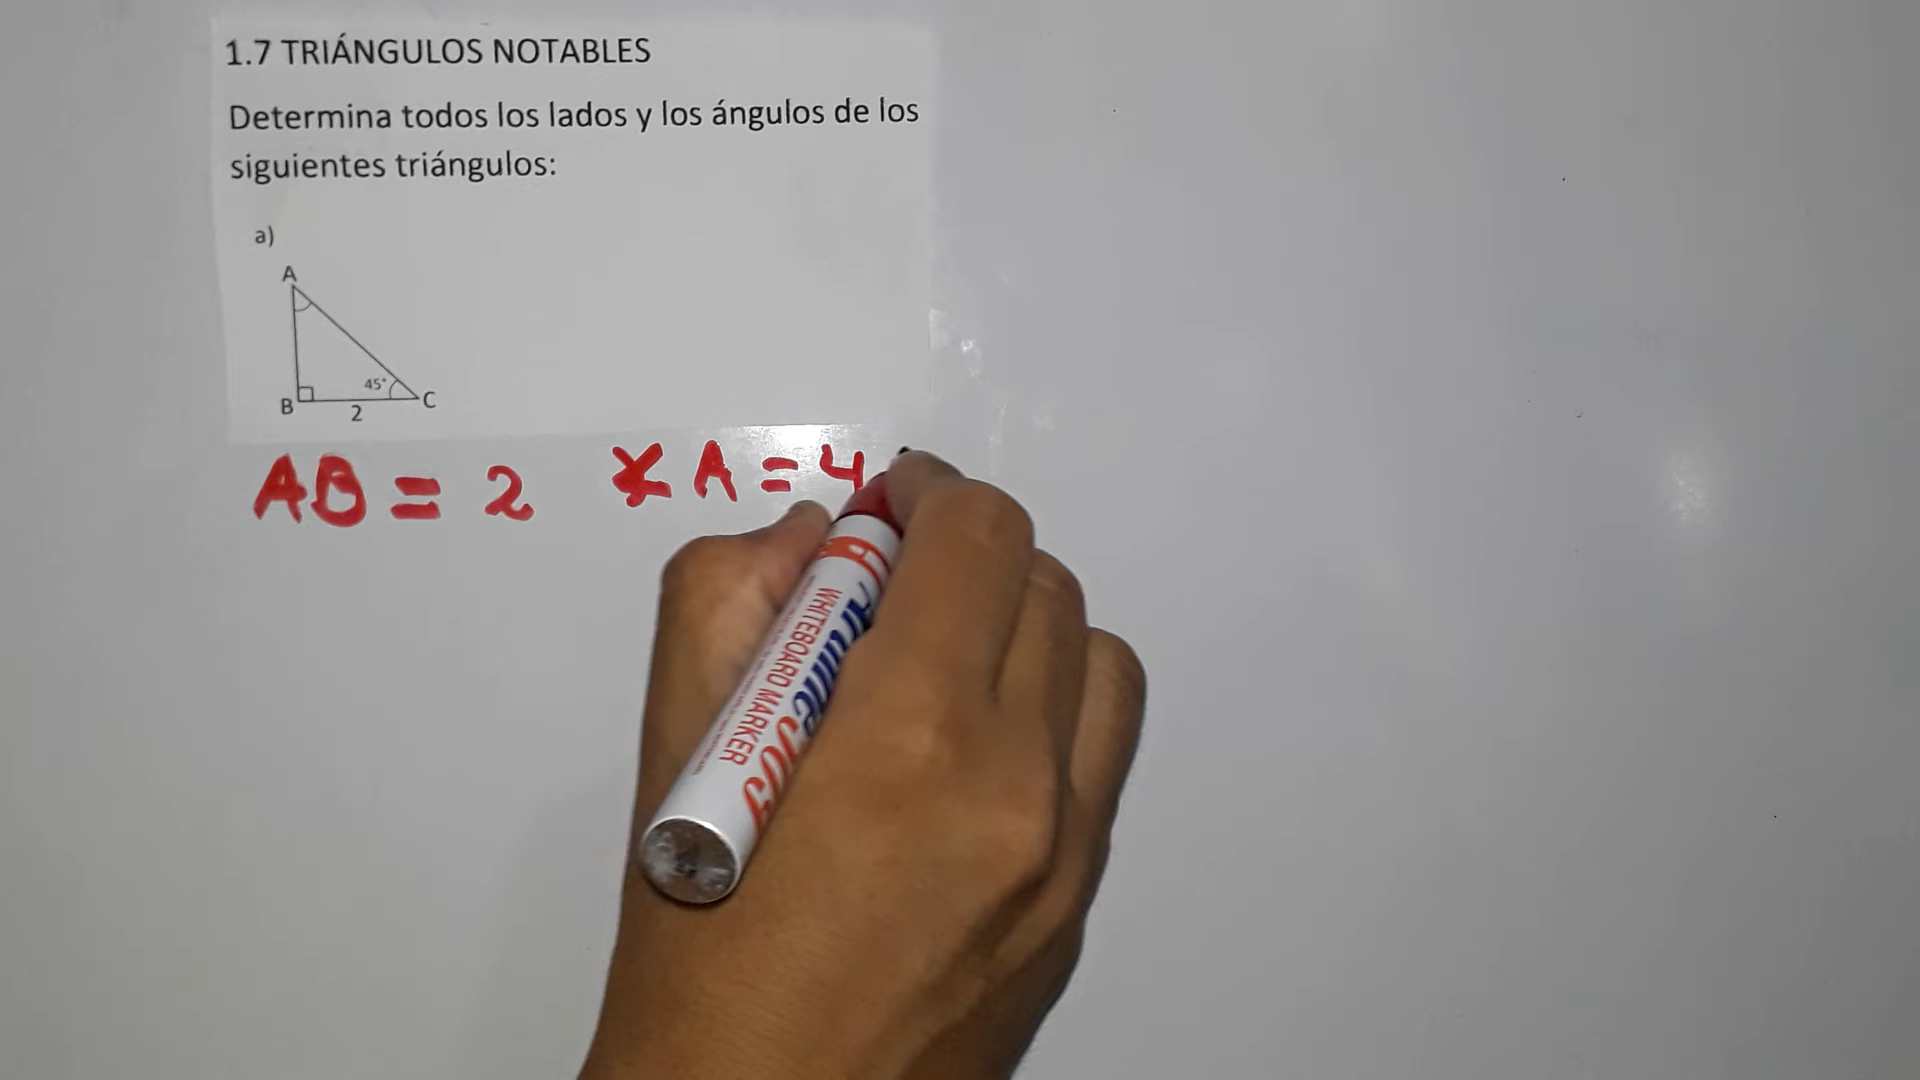 1.7 TRIÁNGULOS NOTABLES
Determina todos los lados y los ángulos de los
siguientes triángulos:
a)
A
45°
B
C
2
AB = 2 ∢ A = 4
Artline
WHITEBOARD MARKER